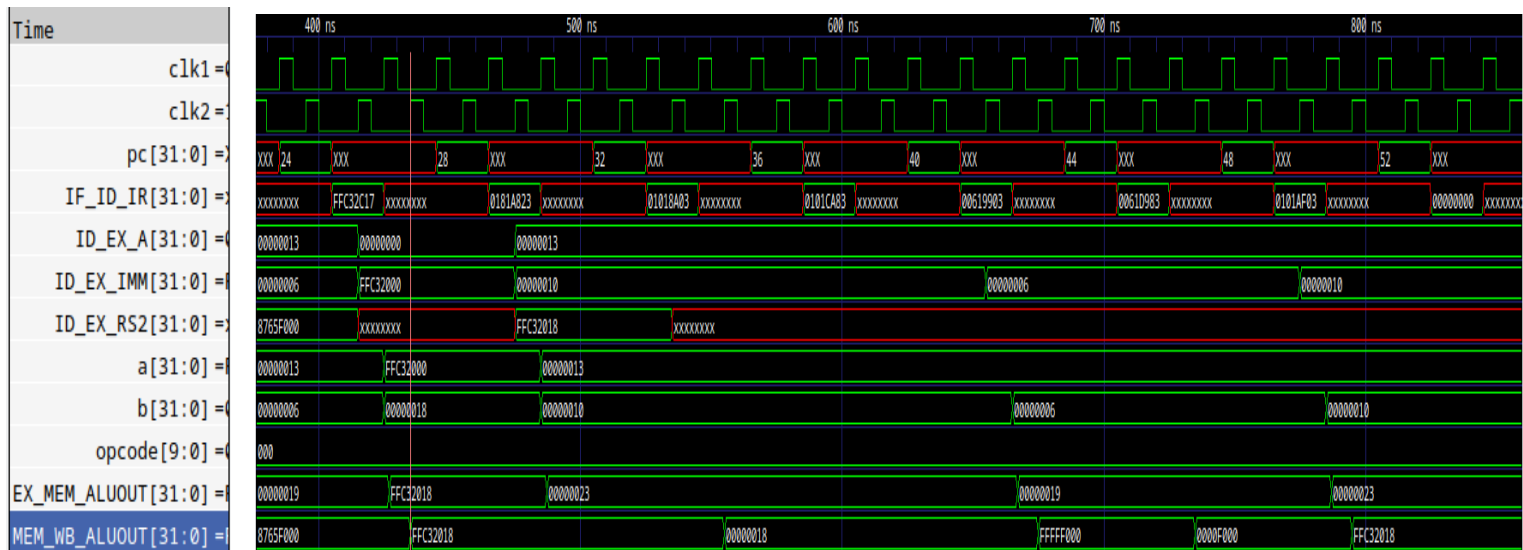 Time 400 ns 500 ns 600 ns 700 ns 800 ns
clk1 =
clk2 =
pc[31:0] = XXX 24 XXX 28 XXX 32 XXX 36 XXX 40 XXX 44 XXX 48 XXX 52 XXX
IF_ID_IR[31:0] = xxxxxxxx FFC32C17 xxxxxxxx 0181A823 xxxxxxxx 01018A03 xxxxxxxx 0101CA83 xxxxxxxx 00619903 xxxxxxxx 0061D983 xxxxxxxx 0101AF03 xxxxxxxx 00000000 xxxxxxx
ID_EX_A[31:0] = 00000013 00000000 00000013
ID_EX_IMM[31:0] = 00000006 FFC32000 00000010 00000006 00000010
ID_EX_RS2[31:0] = 8765F000 xxxxxxxx FFC32018 xxxxxxxx
a[31:0] = 00000013 FFC32000 00000013
b[31:0] = 00000006 00000018 00000010 00000006 00000010
opcode[9:0] = 000
EX_MEM_ALUOUT[31:0] = 00000019 FFC32018 00000023 00000019 00000023
MEM_WB_ALUOUT[31:0] = 8765F000 FFC32018 00000018 FFFFF000 0000F000 FFC32018